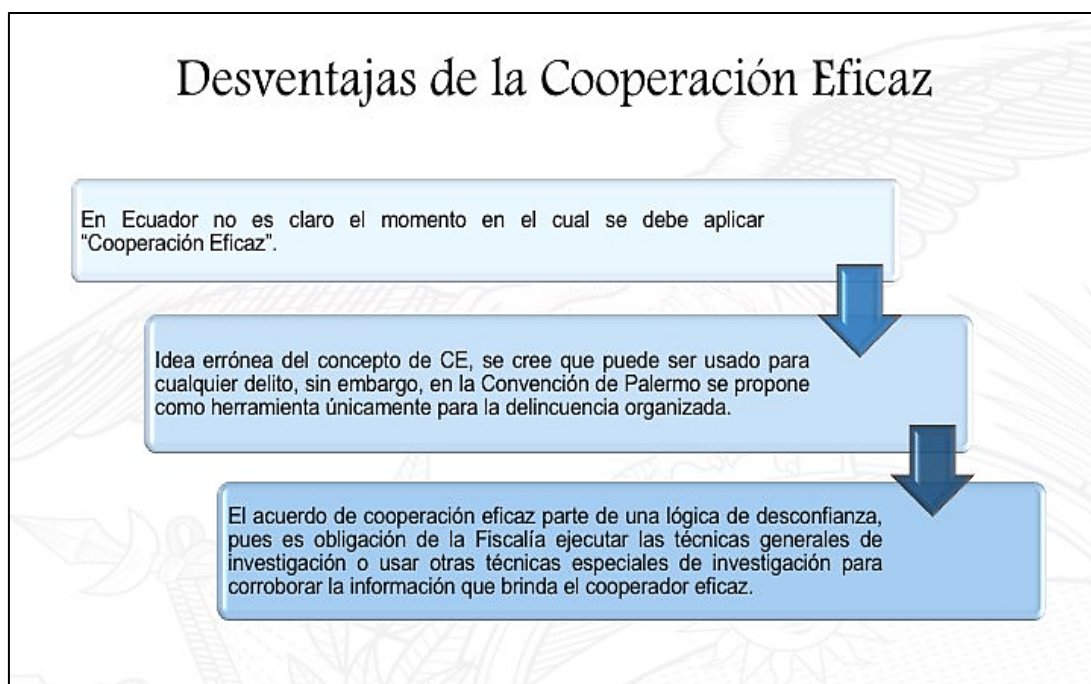 Desventajas de la Cooperación Eficaz
En Ecuador no es claro el momento en el cual se debe aplicar
“Cooperación Eficaz”.
Idea errónea del concepto de CE, se cree que puede ser usado para
cualquier delito, sin embargo, en la Convención de Palermo se propone
como herramienta únicamente para la delincuencia organizada.
El acuerdo de cooperación eficaz parte de una lógica de desconfianza,
pues es obligación de la Fiscalía ejecutar las técnicas generales de
investigación o usar otras técnicas especiales de investigación para
corroborar la información que brinda el cooperador eficaz.